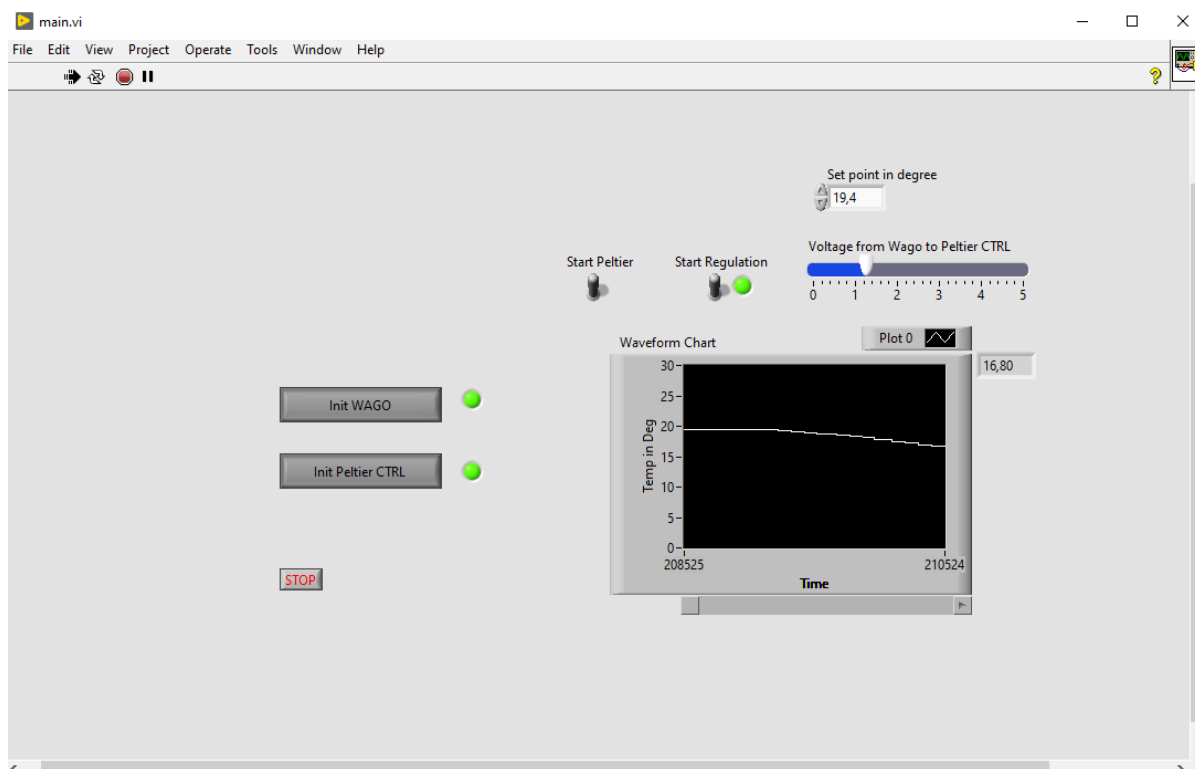 main.vi
File Edit View Project Operate Tools Window Help
?
Set point in degree
19,4
Start Peltier
Start Regulation
Voltage from Wago to Peltier CTRL
0 1 2 3 4 5
Waveform Chart
Plot 0
16,80
30
25
20
15
10
5
0
Temp in Deg
208525
210524
Time
Init WAGO
Init Peltier CTRL
STOP